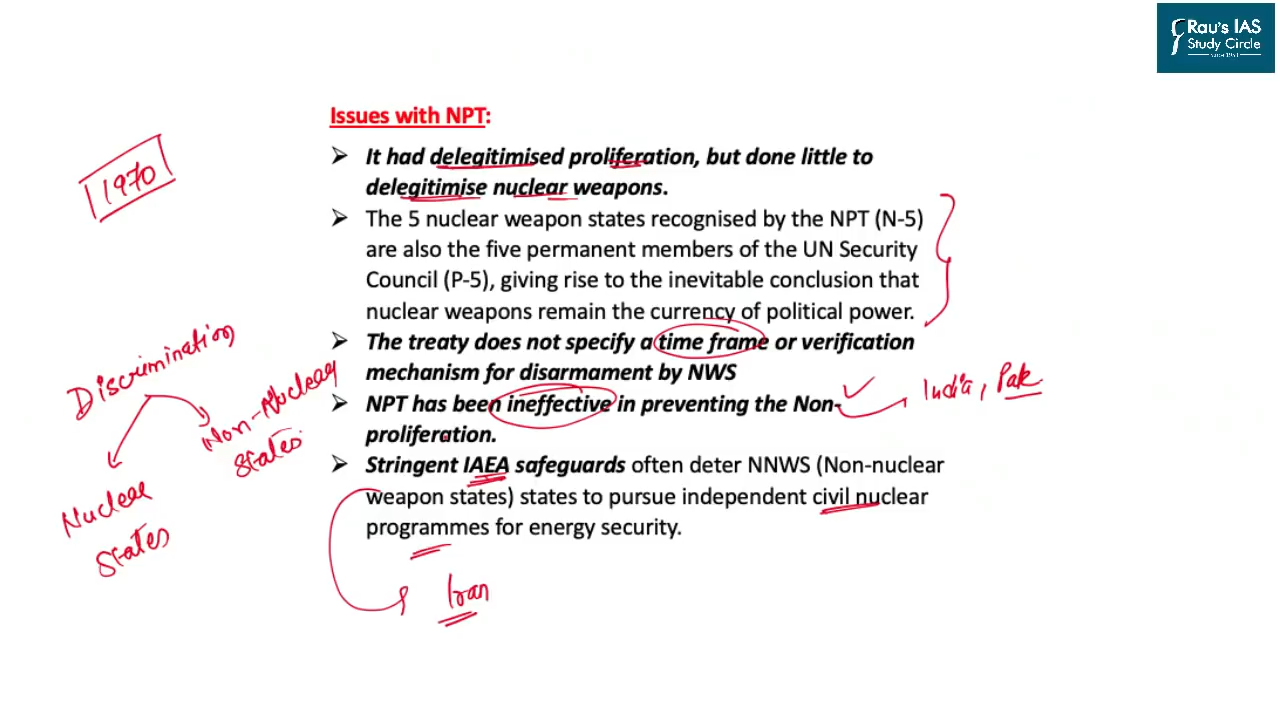 Rau's IAS
Study Circle
since 1953
Issues with NPT:
1970
➤ It had delegitimised proliferation, but done little to
delegitimise nuclear weapons.
➤ The 5 nuclear weapon states recognised by the NPT (N-5)
are also the five permanent members of the UN Security
Council (P-5), giving rise to the inevitable conclusion that
nuclear weapons remain the currency of political power.
➤ The treaty does not specify a time frame or verification
mechanism for disarmament by NWS
➤ NPT has been ineffective in preventing the Non-
proliferation.
➤ Stringent IAEA safeguards often deter NNWS (Non-nuclear
weapon states) states to pursue independent civil nuclear
programmes for energy security.
Discrimination
Nuclear
States
Non-Nuclear
States
India, Pak
Iran